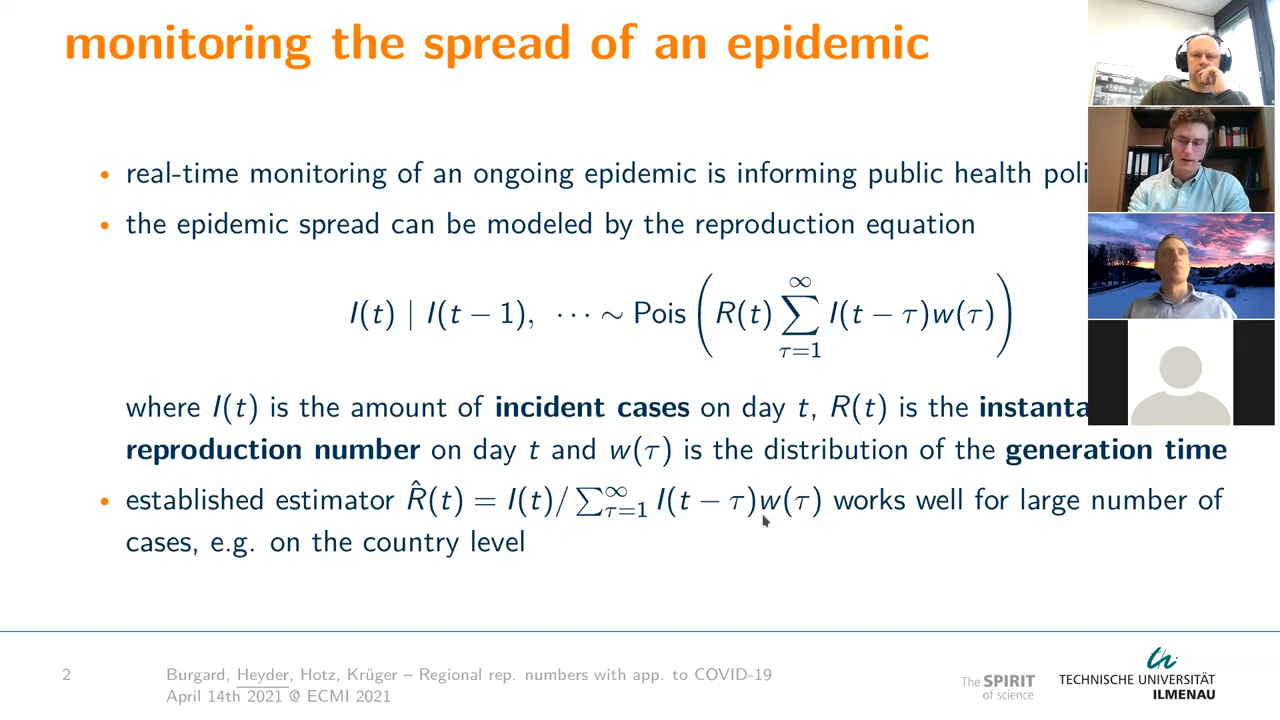 monitoring the spread of an epidemic
• real-time monitoring of an ongoing epidemic is informing public health poli
• the epidemic spread can be modeled by the reproduction equation
I(t) | I(t − 1), ⋯ ∼ Pois ( R(t) ∑_{τ=1}^{∞} I(t − τ)w(τ) )
where I(t) is the amount of incident cases on day t, R(t) is the instanta
reproduction number on day t and w(τ) is the distribution of the generation time
• established estimator R̂(t) = I(t)/ ∑_{τ=1}^{∞} I(t − τ)w(τ) works well for large number of
cases, e.g. on the country level
2
Burgard, Heyder, Hotz, Krüger – Regional rep. numbers with app. to COVID-19
April 14th 2021 @ ECMI 2021
The SPIRIT
of science
th
TECHNISCHE UNIVERSITÄT
ILMENAU